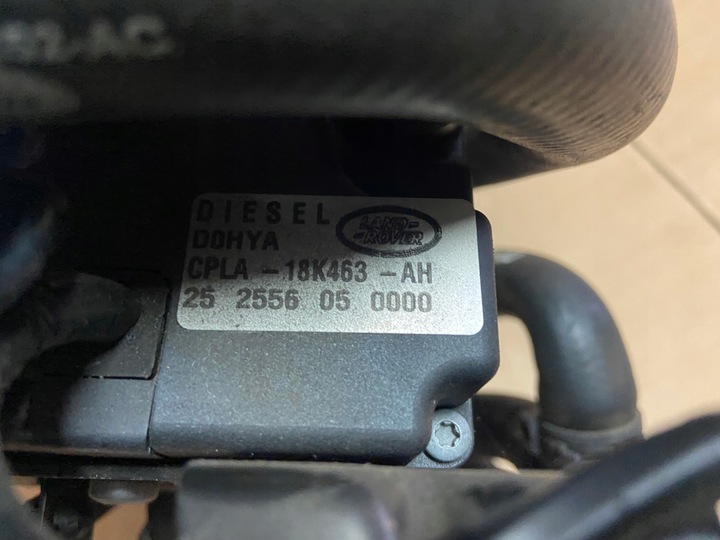 DIESEL
LAND-
-ROVER
DDHYA
CPLA -18K463 -AH
25 2556 05 0000